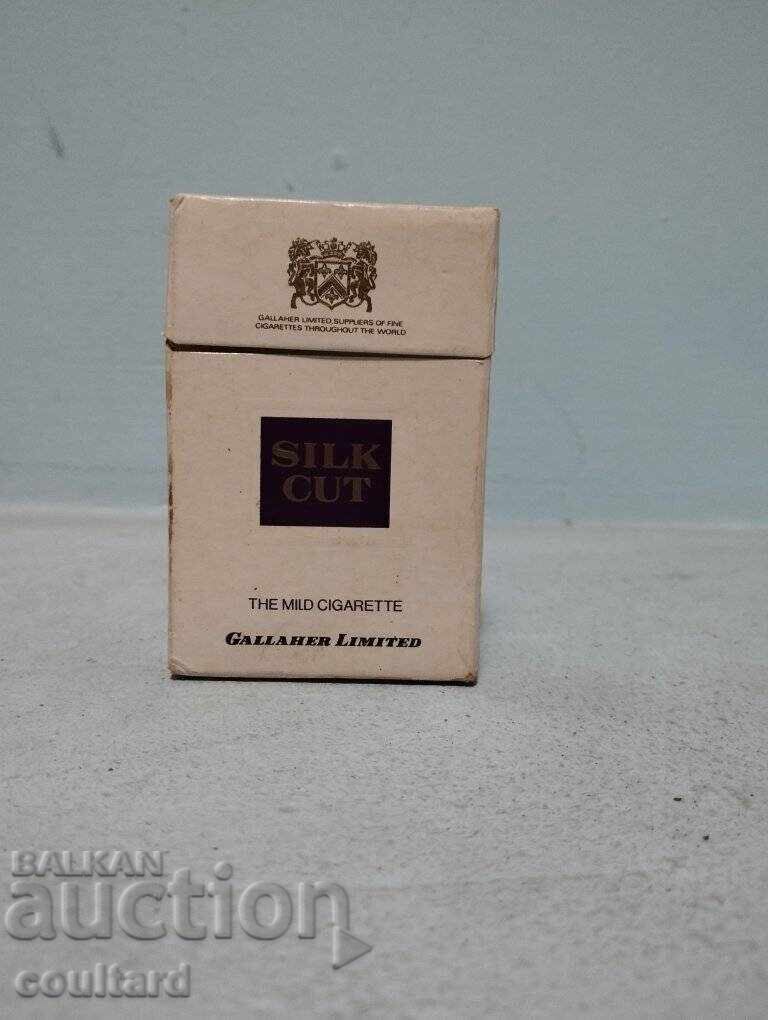 GALLAHER LIMITED, SUPPLIERS OF FINE
CIGARETTES THROUGHOUT THE WORLD
SILK
CUT
THE MILD CIGARETTE
GALLAHER LIMITED
BALKAN
auction
coultard